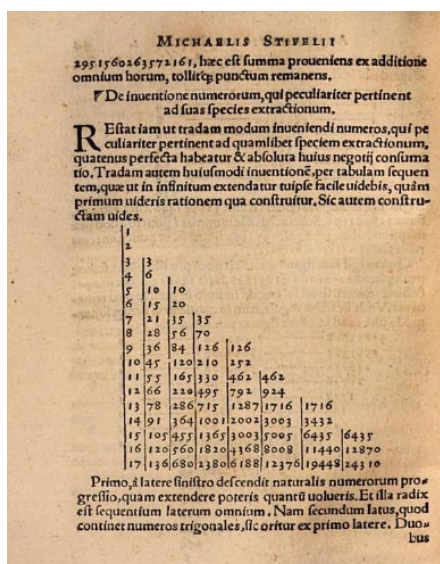 MICHAELIS STIFELII
295156026357 2161, hæc est summa proueniens ex additione
omnium horum, tollitq́; punctum remanens.
De inuentione numerorum, qui peculiariter pertinent
ad suas species extractionum.
REstat iam ut tradam modum inueniendi numeros, qui pe
culiariter pertinent ad quamlibet speciem extractionum,
quatenus perfecta habeatur & absoluta huius negotij consuma
tio. Tradam autem huiusmodi inuentionē, per tabulam sequen
tem, quæ ut in infinitum extendatur tuipse facile uidebis, quàm
primum uideris rationem qua construitur. Sic autem constru-
ctam uides.
1
2
3 3
4 6
5 10 10
6 15 20
7 21 35 35
8 28 56 70
9 36 84 126 126
10 45 120 210 252
11 55 165 330 462 462
12 66 220 495 792 924
13 78 286 715 1287 1716 1716
14 91 364 1001 2002 3003 3432
15 105 455 1365 3003 5005 6435 6435
16 120 560 1820 4368 8008 11440 12870
17 136 680 2380 6188 12376 19448 24310
Primo, à latere sinistro descendit naturalis numerorum pro-
gressio, quam extendere poteris quantū uolueris. Et illa radix
est sequentium laterum omnium. Nam secundum latus, quod
continet numeros trigonales, sic oritur ex primo latere. Duo-
bus